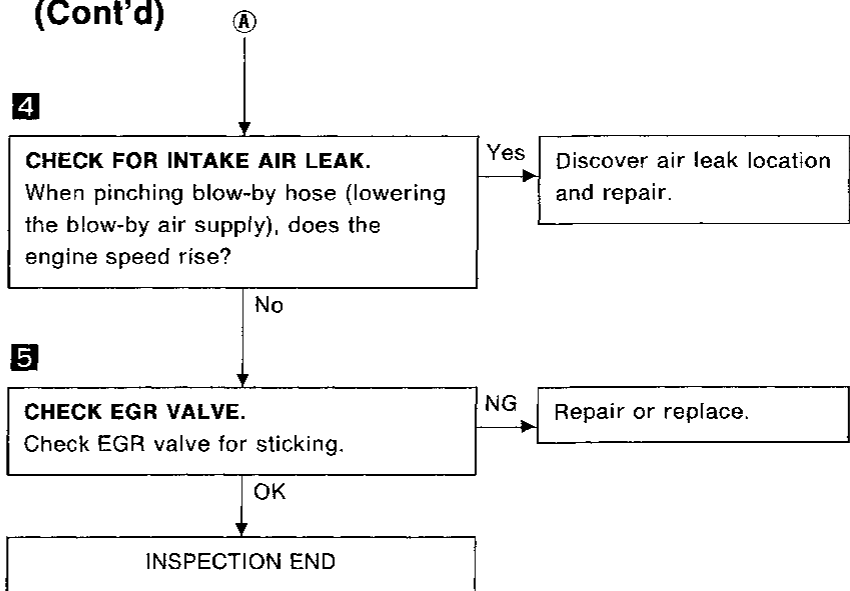 (Cont'd)
Ⓐ
4
CHECK FOR INTAKE AIR LEAK.
When pinching blow-by hose (lowering
the blow-by air supply), does the
engine speed rise?
Yes
Discover air leak location
and repair.
No
5
CHECK EGR VALVE.
Check EGR valve for sticking.
NG
Repair or replace.
OK
INSPECTION END